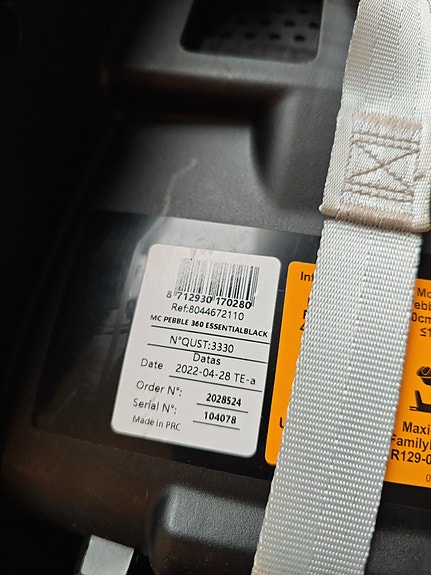 8 712930 170280
Ref:8044672110
MC PEBBLE 360 ESSENTIALBLACK
N°QUST:3330
Datas
Date 2022-04-28 TE-a
Order N°: 2028524
Serial N°: 104078
Made in PRC
Maxi
R129-0